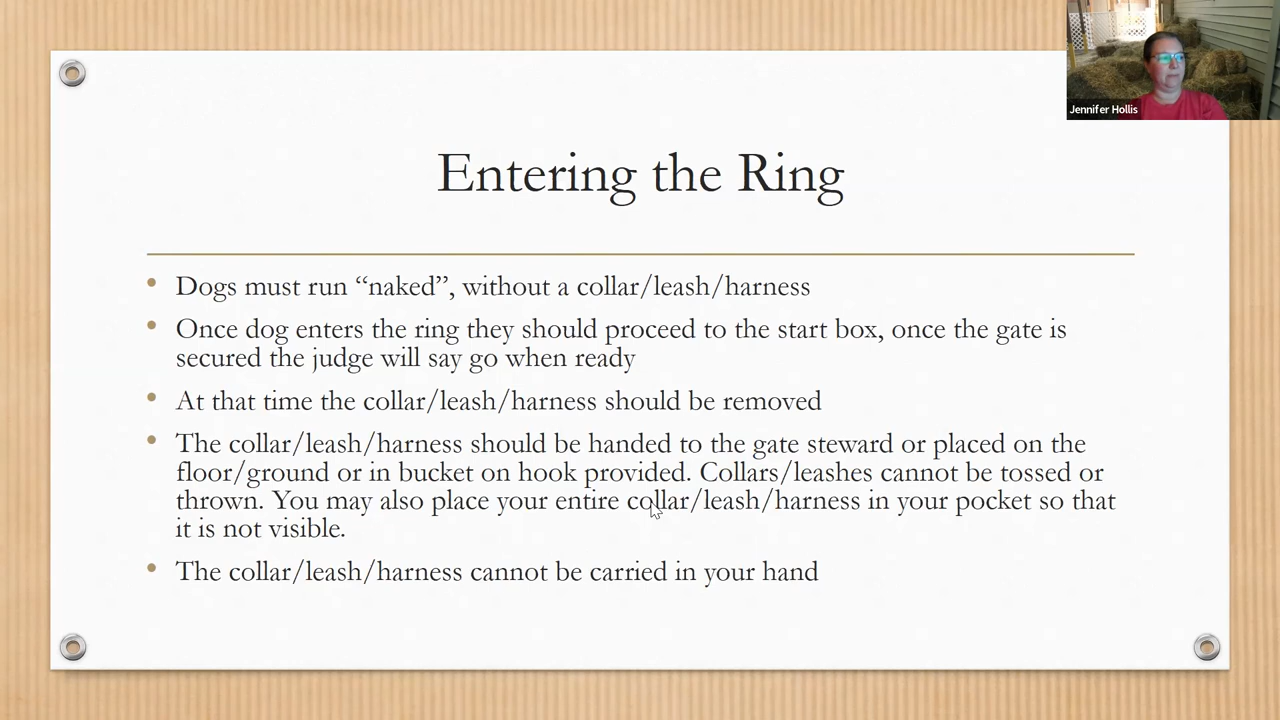 Jennifer Hollis
Entering the Ring
• Dogs must run “naked”, without a collar/leash/harness
• Once dog enters the ring they should proceed to the start box, once the gate is
secured the judge will say go when ready
• At that time the collar/leash/harness should be removed
• The collar/leash/harness should be handed to the gate steward or placed on the
floor/ground or in bucket on hook provided. Collars/leashes cannot be tossed or
thrown. You may also place your entire collar/leash/harness in your pocket so that
it is not visible.
• The collar/leash/harness cannot be carried in your hand